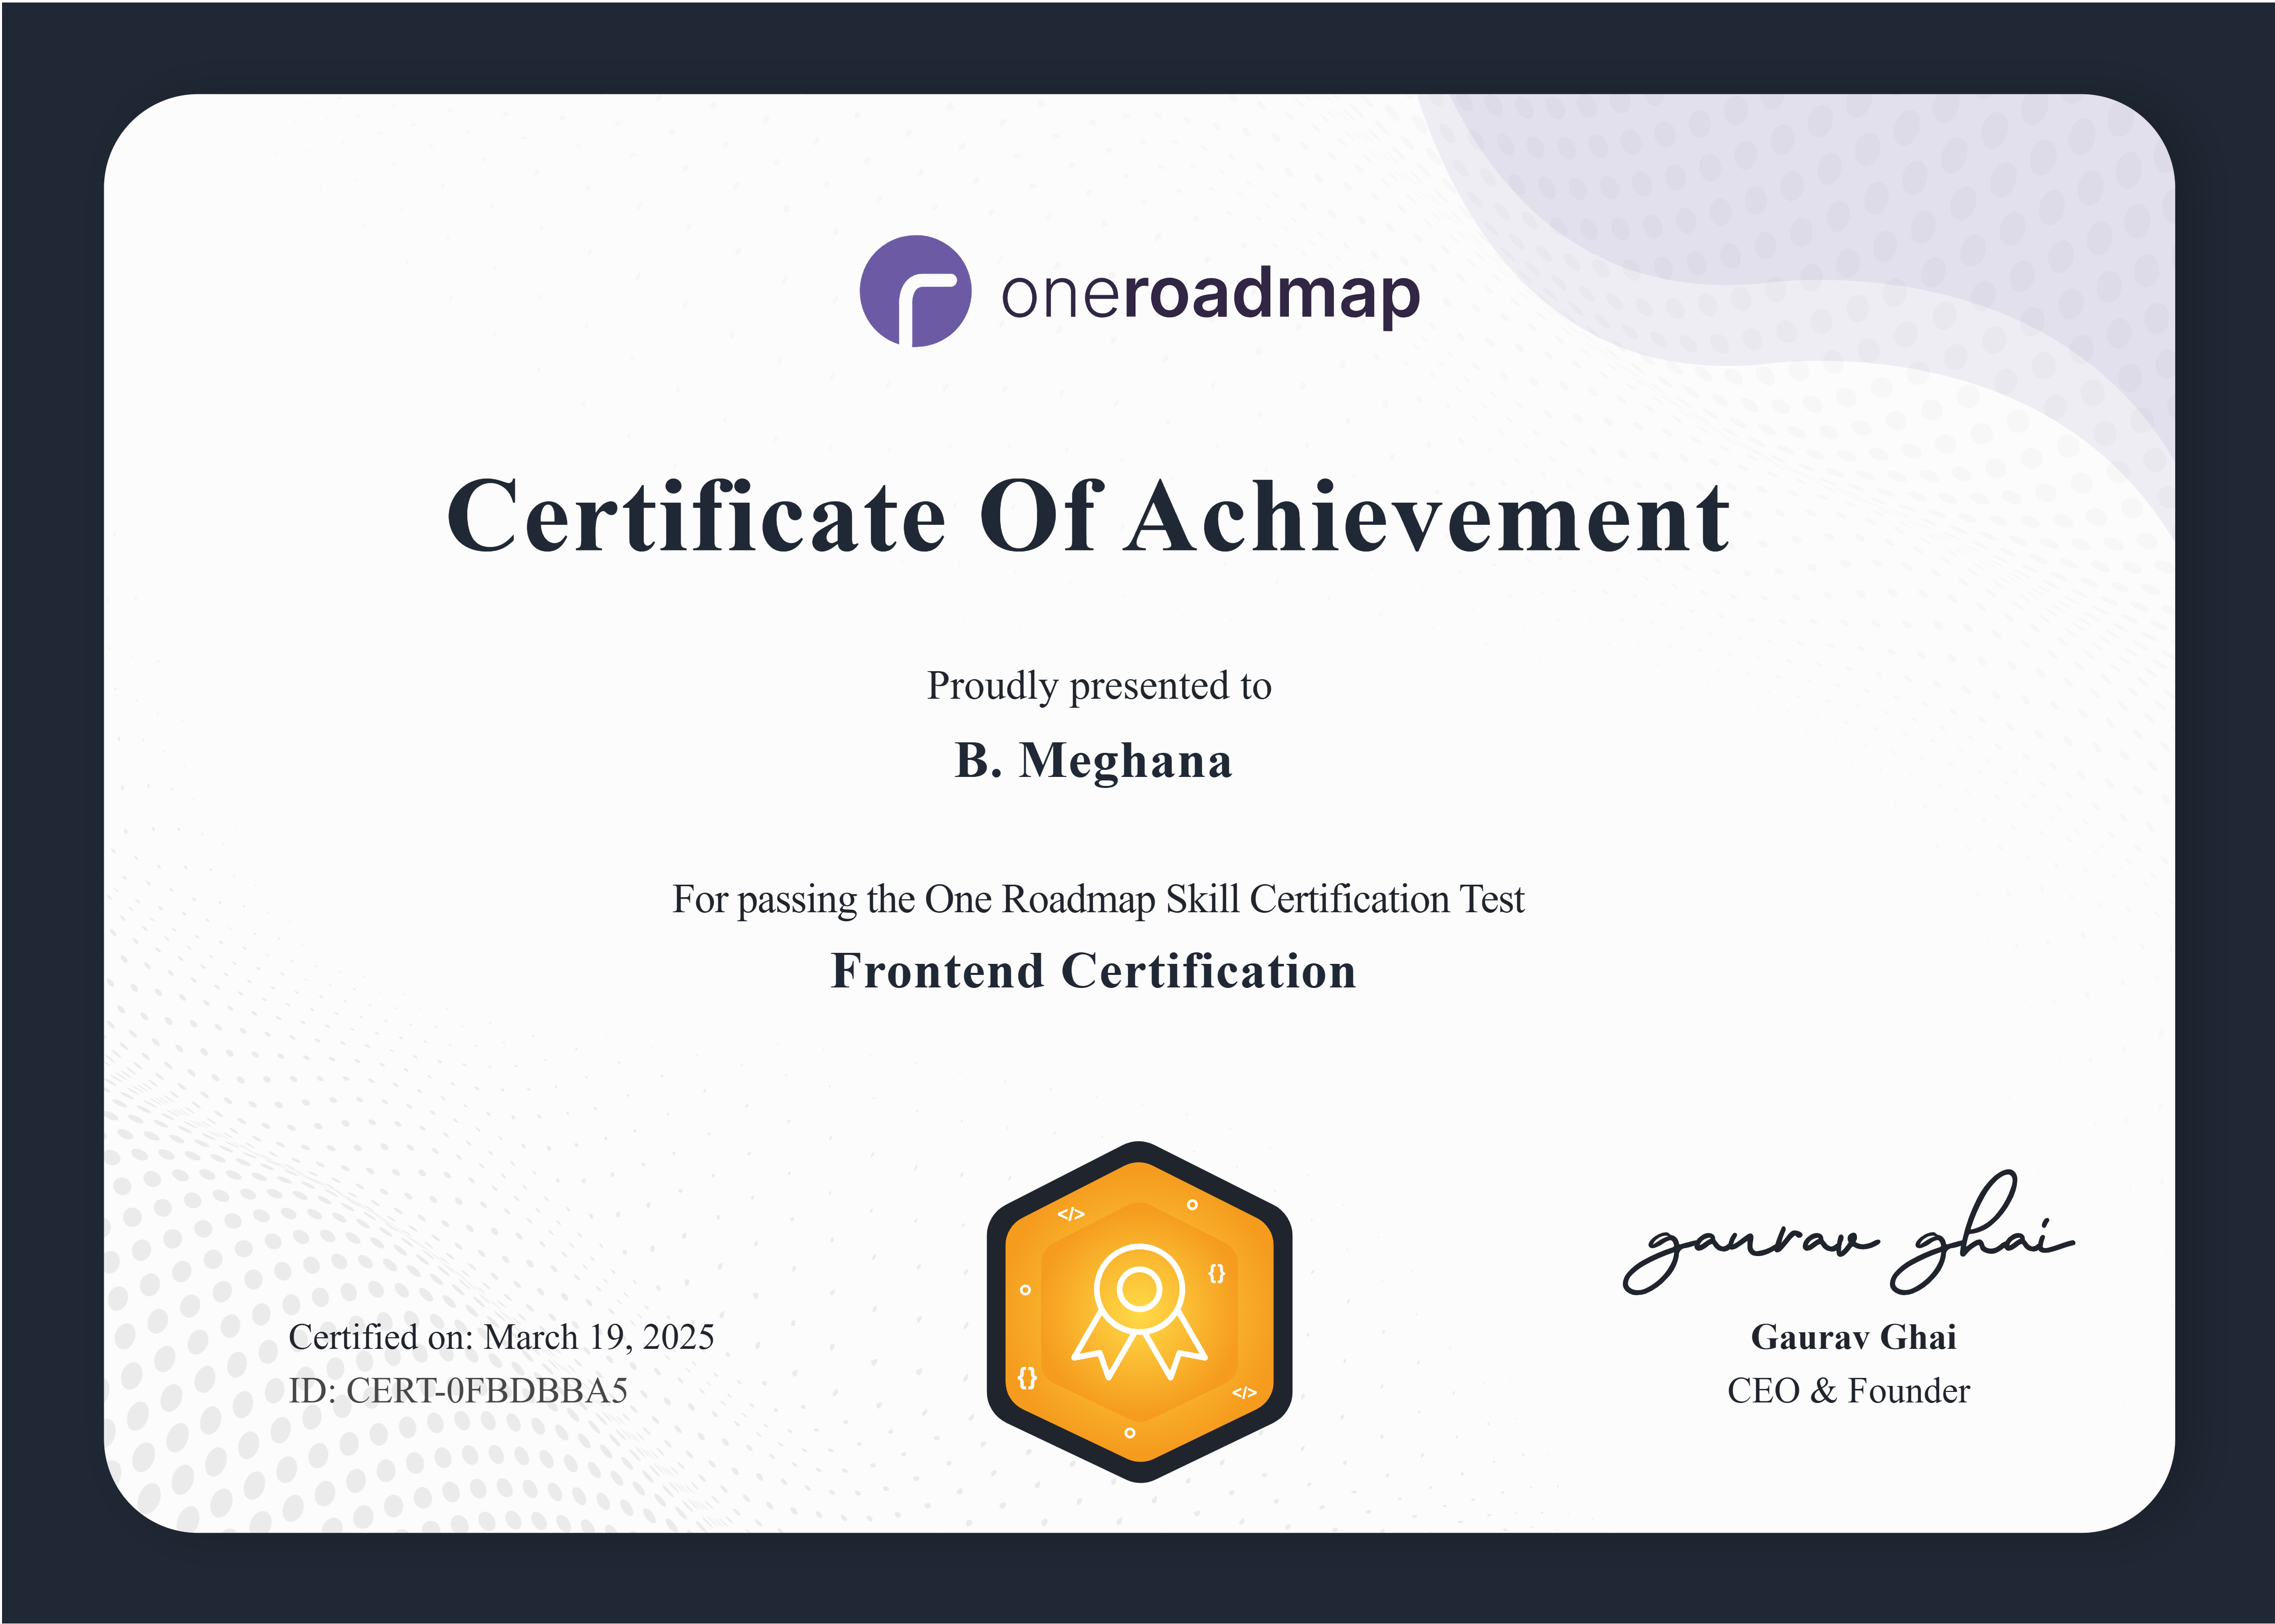 oneroadmap
Certificate Of Achievement
Proudly presented to
B. Meghana
For passing the One Roadmap Skill Certification Test
Frontend Certification
</>
{}
{}
</>
gaurav ghai
Certified on: March 19, 2025
ID: CERT-0FBDBBA5
Gaurav Ghai
CEO & Founder